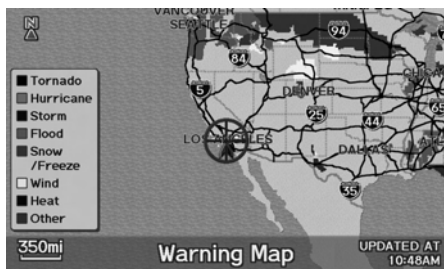 VANCOUVER
SEATTLE
N
94
84
Tornado
Hurricane
Storm
Flood
Snow
/Freeze
Wind
Heat
Other
5
DENVER
25
44
65
LOS ANGELES
DALLAS
35
350mi
Warning Map
UPDATED AT
10:48AM